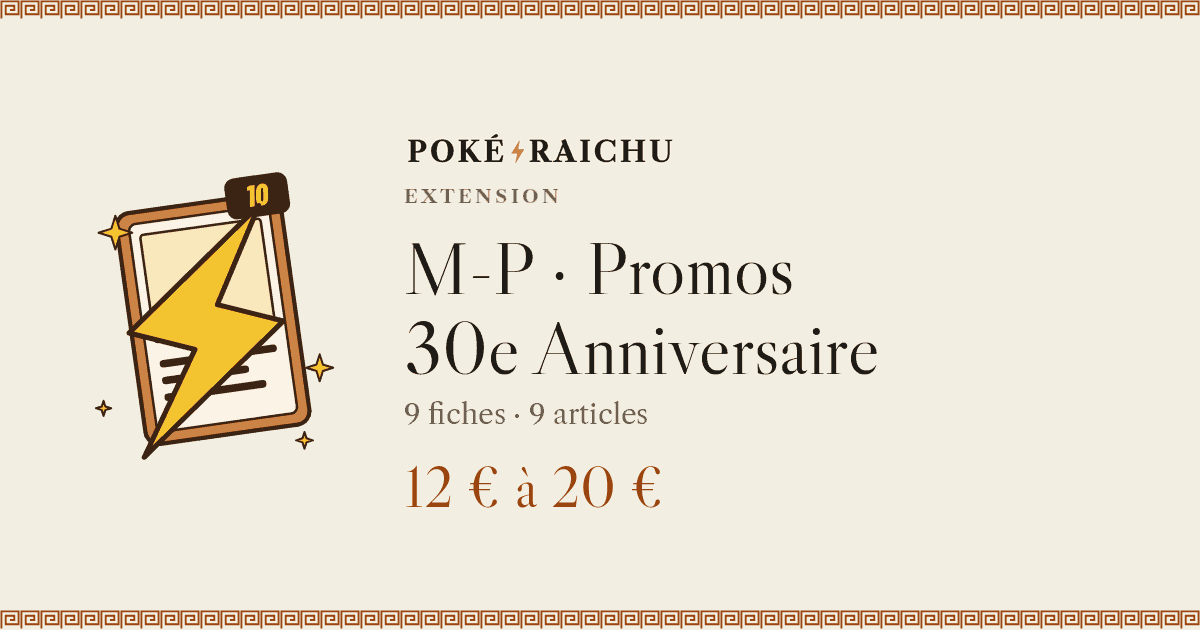 10
POKÉ RAICHU
EXTENSION
M-P · Promos
30e Anniversaire
9 fiches · 9 articles
12 € à 20 €